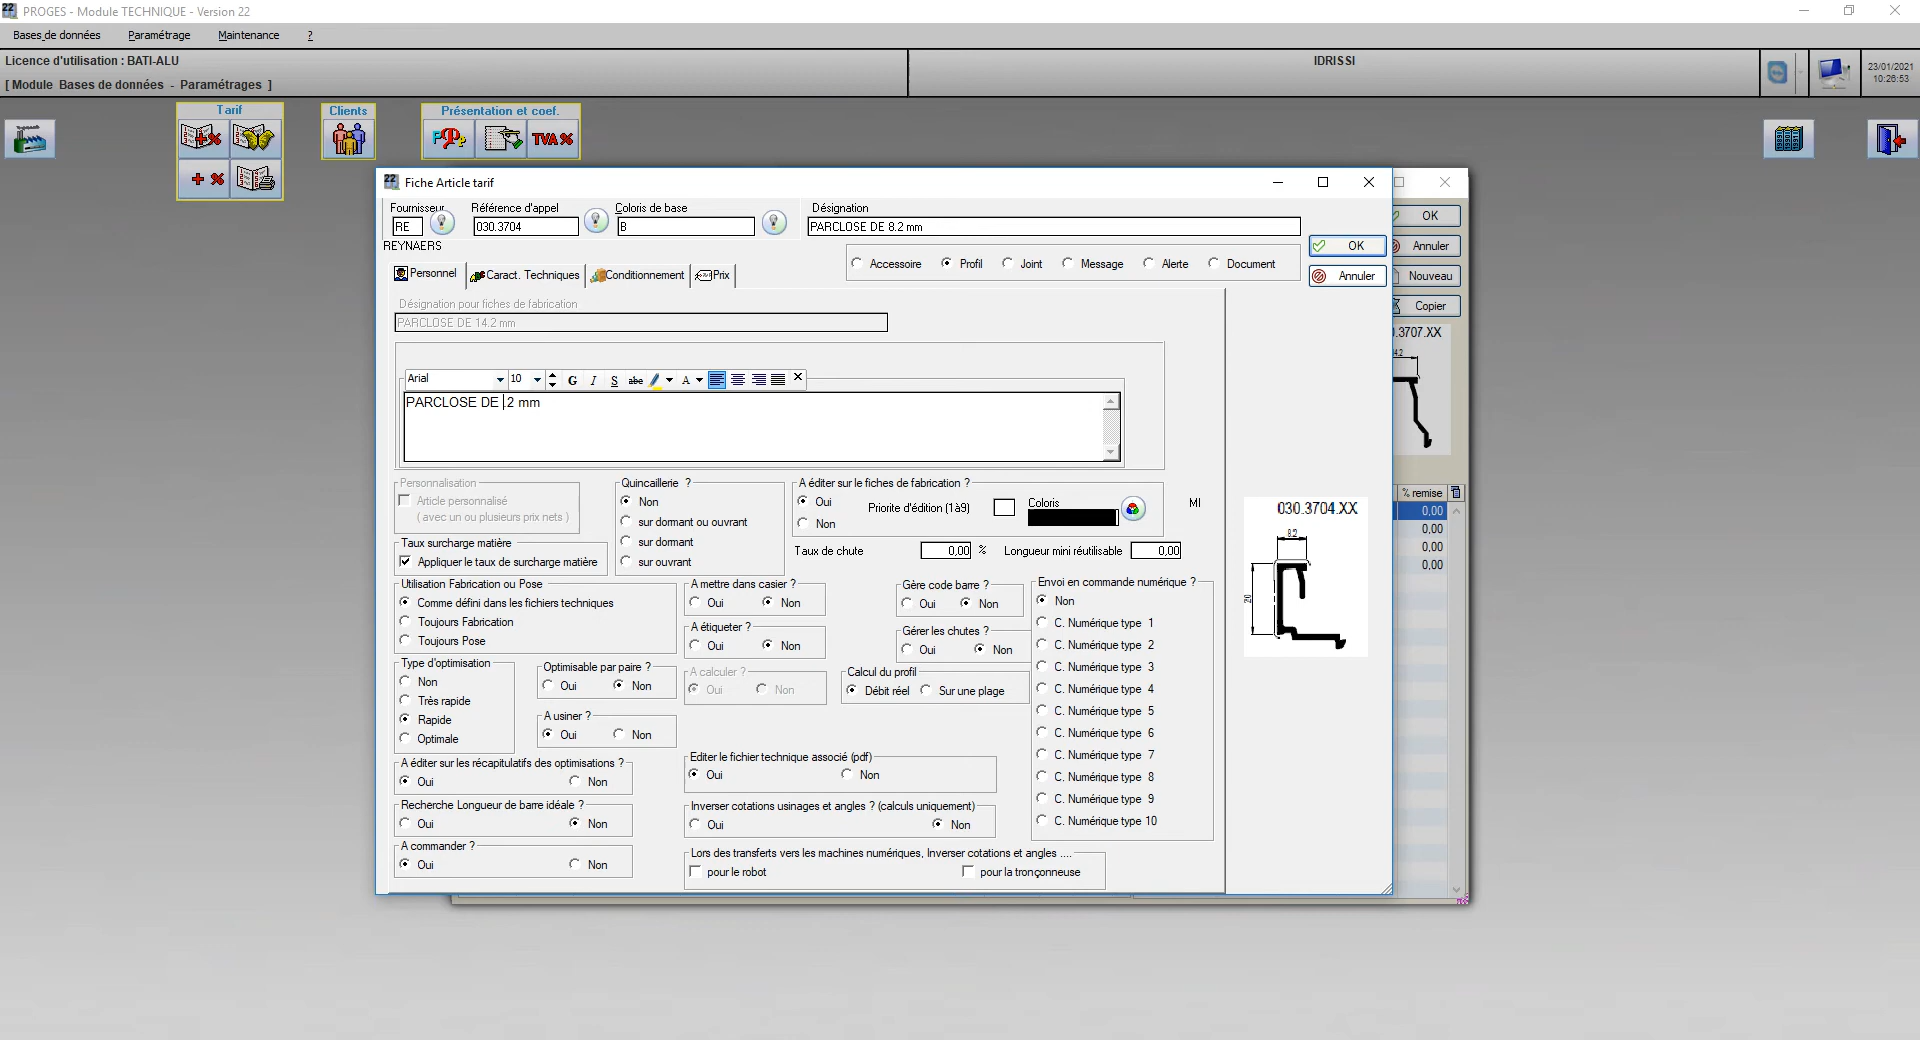 PROGES - Module TECHNIQUE - Version 22
Bases de données Paramétrage Maintenance ?
Licence d'utilisation : BATI-ALU
IDRISSI
[ Module Bases de données - Paramétrages ]
23/01/2021
10:26:53
Tarif
Clients
Présentation et coef.
TVA %
Fiche Article tarif
Fournisseur
Référence d'appel
Coloris de base
Désignation
RE
030.3704
B
PARCLOSE DE 8.2 mm
REYNAERS
OK
Annuler
Accessoire
Profil
Joint
Message
Alerte
Document
Personnel
Caract. Techniques
Conditionnement
Prix
Désignation pour fiches de fabrication
PARCLOSE DE 14.2 mm
Arial
10
G I S abc A
PARCLOSE DE .2 mm
Personnalisation
Article personnalisé
( avec un ou plusieurs prix nets )
Taux surcharge matière
Appliquer le taux de surcharge matière
Quincaillerie ?
Non
sur dormant ou ouvrant
sur dormant
sur ouvrant
A éditer sur le fiches de fabrication ?
Oui
Non
Priorite d'édition (1à9)
Coloris
MI
Taux de chute
0,00 %
Longueur mini réutilisable
0,00
Utilisation Fabrication ou Pose
Comme défini dans les fichiers techniques
Toujours Fabrication
Toujours Pose
A mettre dans casier ?
Oui Non
A étiqueter ?
Oui Non
Gère code barre ?
Oui Non
Gérer les chutes ?
Oui Non
Envoi en commande numérique ?
Non
C. Numérique type 1
C. Numérique type 2
C. Numérique type 3
C. Numérique type 4
C. Numérique type 5
C. Numérique type 6
C. Numérique type 7
C. Numérique type 8
C. Numérique type 9
C. Numérique type 10
Type d'optimisation
Non
Très rapide
Rapide
Optimale
Optimisable par paire ?
Oui Non
A usiner ?
Oui Non
A calculer ?
Oui Non
Calcul du profil
Débit réel Sur une plage
A éditer sur les récapitulatifs des optimisations ?
Oui Non
Editer le fichier technique associé (pdf)
Oui Non
Recherche Longueur de barre idéale ?
Oui Non
Inverser cotations usinages et angles ? (calculs uniquement)
Oui Non
A commander ?
Oui Non
Lors des transferts vers les machines numériques, Inverser cotations et angles ....
pour le robot
pour la tronçonneuse
030.3704.XX
8.2
20
OK
Annuler
Nouveau
Copier
.3707.XX
4.2
% remise
0,00
0,00
0,00
0,00